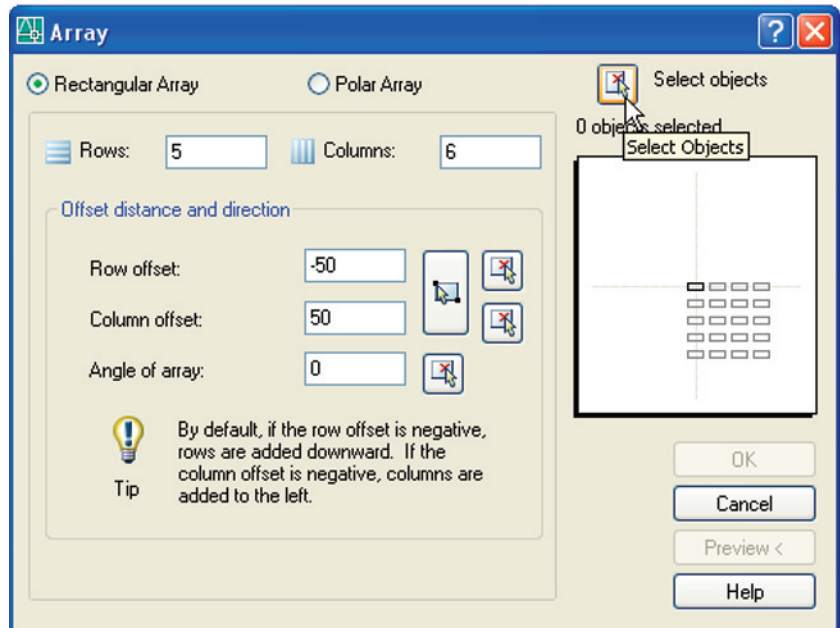 Array
Rectangular Array
Polar Array
Select objects
0 objects selected
Select Objects
Rows:
5
Columns:
6
Offset distance and direction
Row offset:
-50
Column offset:
50
Angle of array:
0
Tip
By default, if the row offset is negative,
rows are added downward. If the
column offset is negative, columns are
added to the left.
OK
Cancel
Preview <
Help